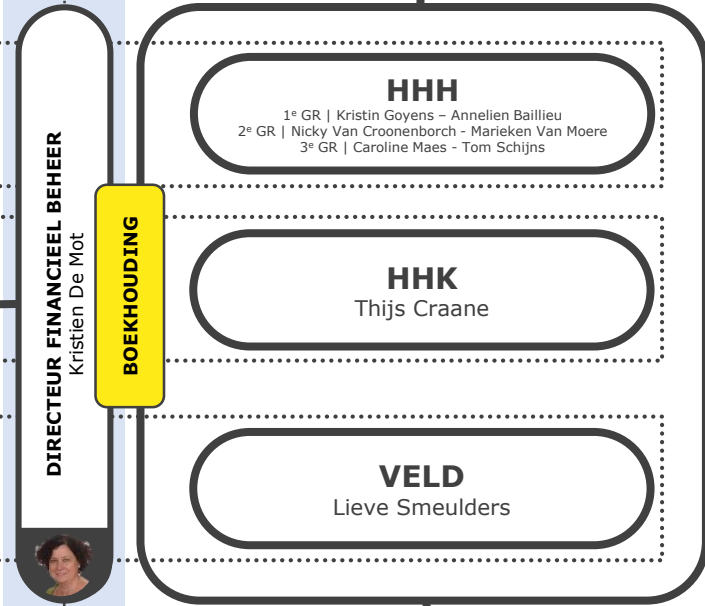 DIRECTEUR FINANCIEEL BEHEER
Kristien De Mot
BOEKHOUDING
HHH
1e GR | Kristin Goyens – Annelien Baillieu
2e GR | Nicky Van Croonenborch - Marieken Van Moere
3e GR | Caroline Maes - Tom Schijns
HHK
Thijs Craane
VELD
Lieve Smeulders